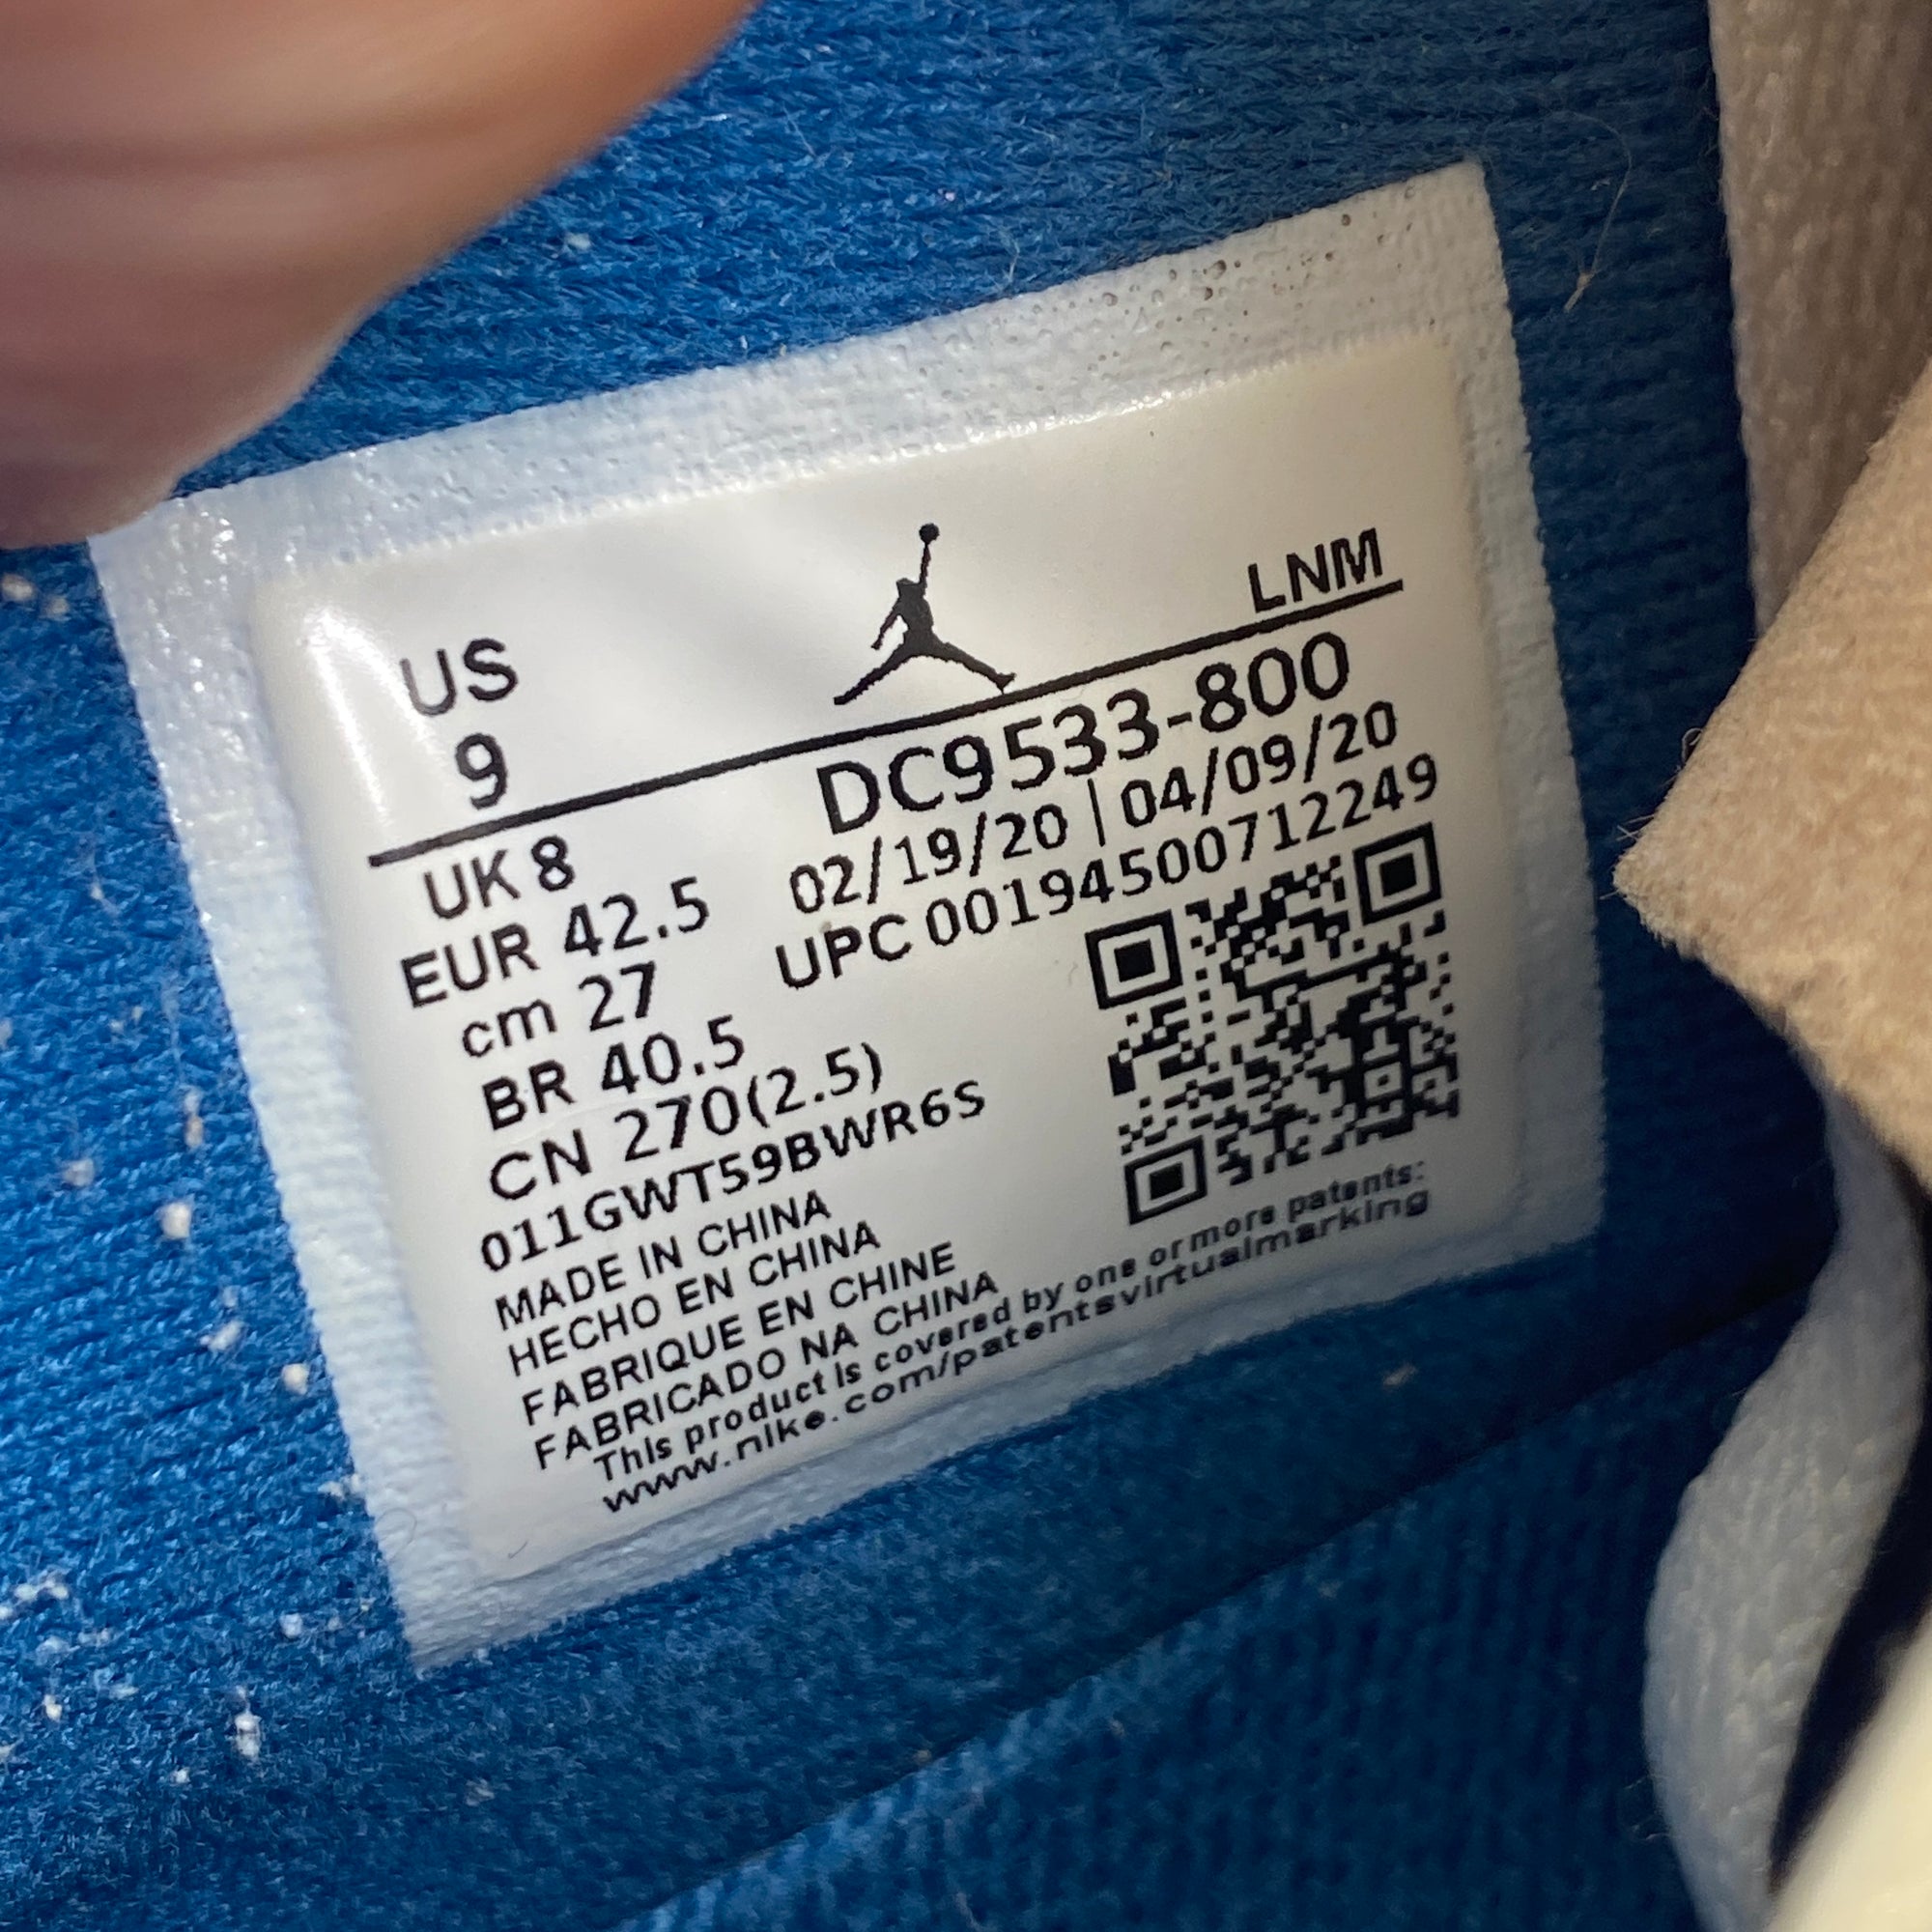 US
9
LNM
DC9533-800
02/19/20 | 04/09/20
UPC 00194500712249
UK 8
EUR 42.5
cm 27
BR 40.5
CN 270(2.5)
011GWT59BWR6S
MADE IN CHINA
HECHO EN CHINA
FABRIQUE EN CHINE
FABRICADO NA CHINA
This product is covered by one or more patents:
www.nike.com/patentsvirtualmarking